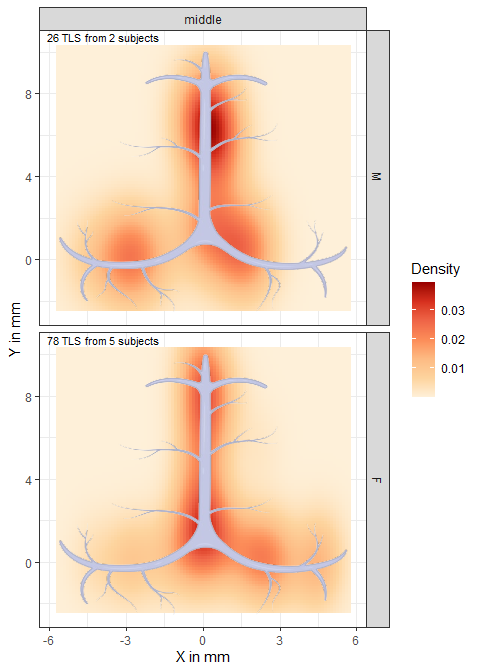 middle
26 TLS from 2 subjects
8
4
0
M
78 TLS from 5 subjects
8
4
0
F
Y in mm
-6
-3
0
3
6
X in mm
Density
0.03
0.02
0.01